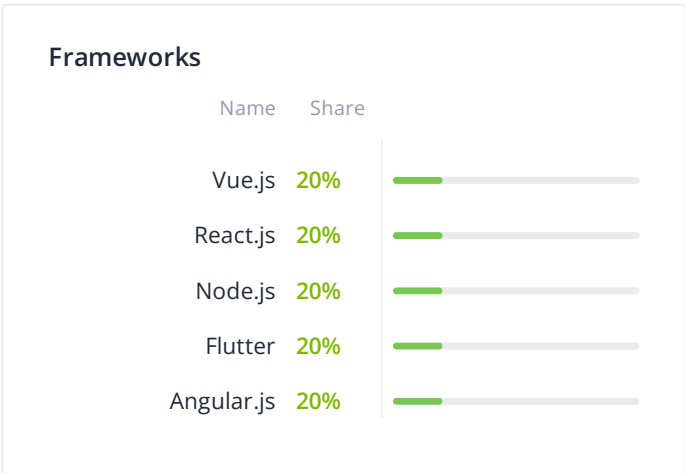 Frameworks
Name Share
Vue.js 20%
React.js 20%
Node.js 20%
Flutter 20%
Angular.js 20%